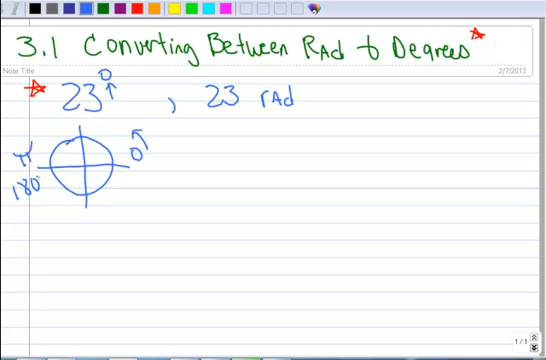 3.1 Converting Between RAd to Degrees
Note Title
2/7/2013
23° , 23 rAd
π
0
180°
1/1